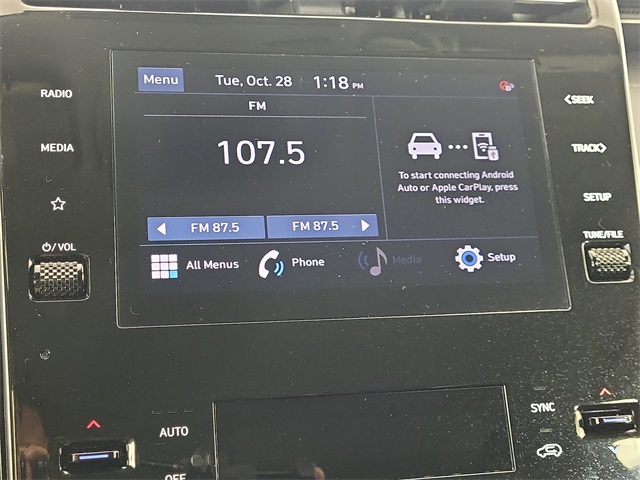 Menu
Tue, Oct. 28 1:18 PM
FM
107.5
To start connecting Android
Auto or Apple CarPlay, press
this widget.
FM 87.5
FM 87.5
All Menus
Phone
Media
Setup
RADIO
MEDIA
/ VOL
SEEK
TRACK
SETUP
TUNE/FILE
AUTO
OFF
SYNC